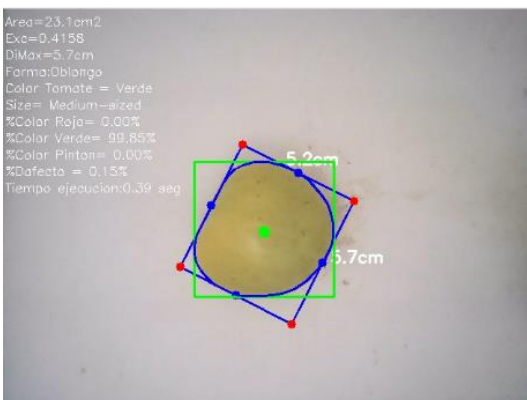 Area=23.1cm2
Exc=0.4158
DiMax=5.7cm
Forma:Oblongo
Color Tomate = Verde
Size= Medium-sized
%Color Rojo= 0.00%
%Color Verde= 99.85%
%Color Pinton= 0.00%
%Defecto = 0.15%
Tiempo ejecucion:0.39 seg
5.2cm
5.7cm